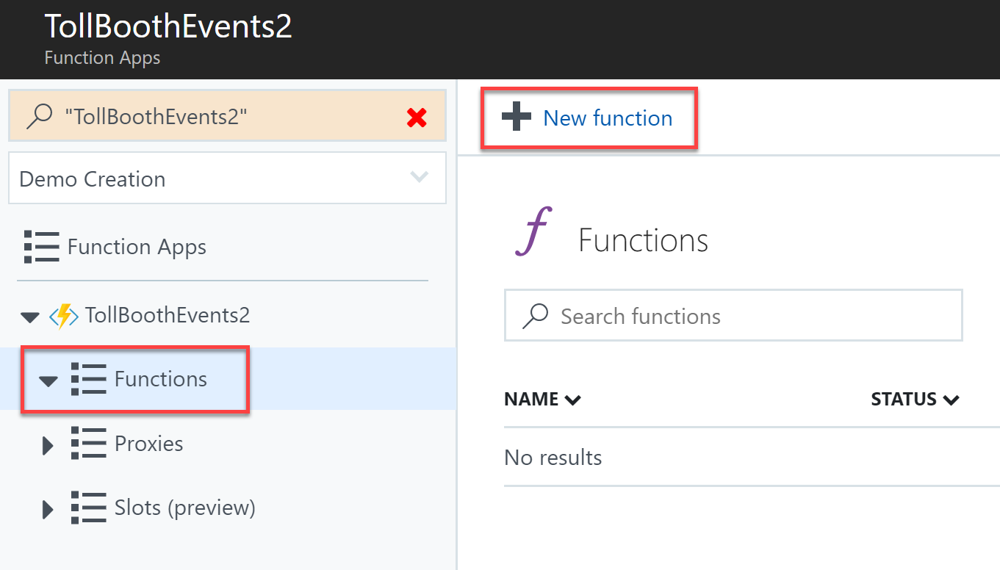 TollBoothEvents2
Function Apps
"TollBoothEvents2"
Demo Creation
Function Apps
TollBoothEvents2
Functions
Proxies
Slots (preview)
New function
Functions
Search functions
NAME STATUS
No results